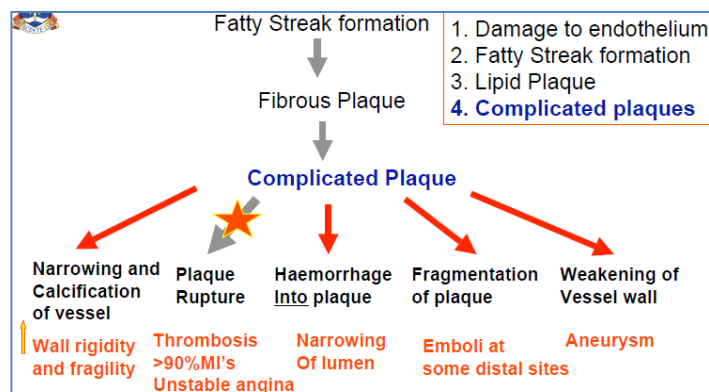 Fatty Streak formation
1. Damage to endothelium
2. Fatty Streak formation
3. Lipid Plaque
4. Complicated plaques
Fibrous Plaque
Complicated Plaque
Narrowing and
Calcification
of vessel
Wall rigidity
and fragility
Plaque
Rupture
Thrombosis
>90%MI's
Unstable angina
Haemorrhage
Into plaque
Narrowing
Of lumen
Fragmentation
of plaque
Emboli at
some distal sites
Weakening of
Vessel wall
Aneurysm